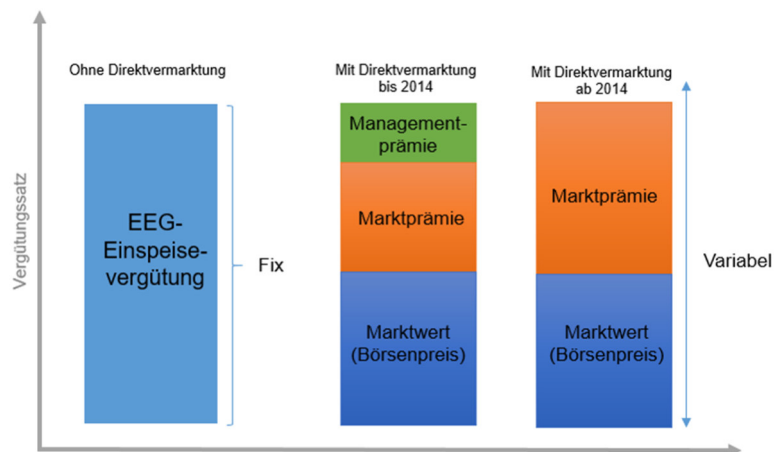 Vergütungssatz
Ohne Direktvermarktung
EEG-
Einspeise-
vergütung
Fix
Mit Direktvermarktung
bis 2014
Management-
prämie
Marktprämie
Marktwert
(Börsenpreis)
Mit Direktvermarktung
ab 2014
Marktprämie
Marktwert
(Börsenpreis)
Variabel